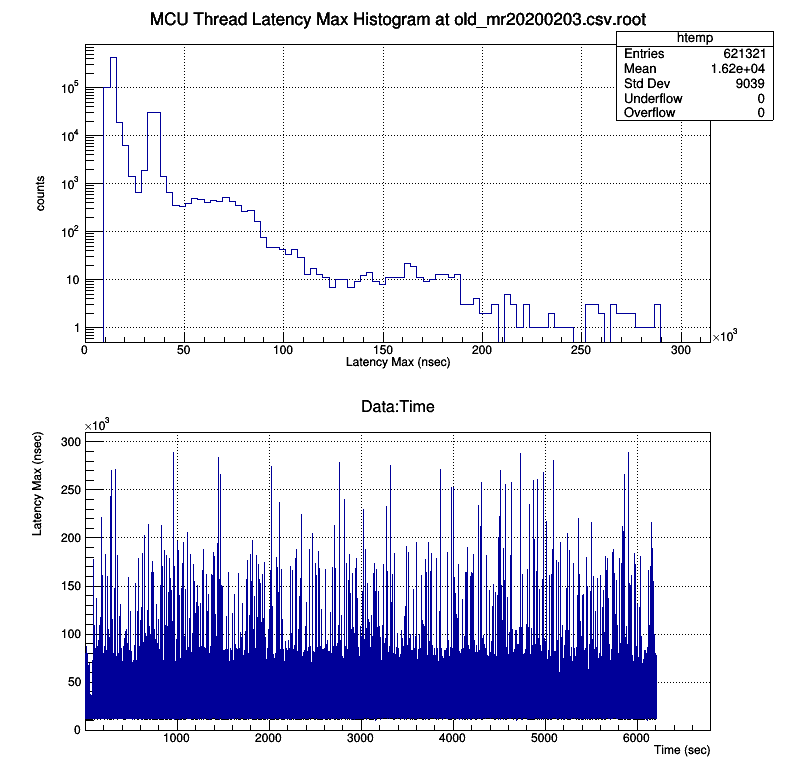 MCU Thread Latency Max Histogram at old_mr20200203.csv.root
htemp
Entries 621321
Mean 1.62e+04
Std Dev 9039
Underflow 0
Overflow 0
counts
10^5
10^4
10^3
10^2
10
1
0 50 100 150 200 250 300
×10^3
Latency Max (nsec)
Data:Time
×10^3
Latency Max (nsec)
300
250
200
150
100
50
0
1000 2000 3000 4000 5000 6000
Time (sec)